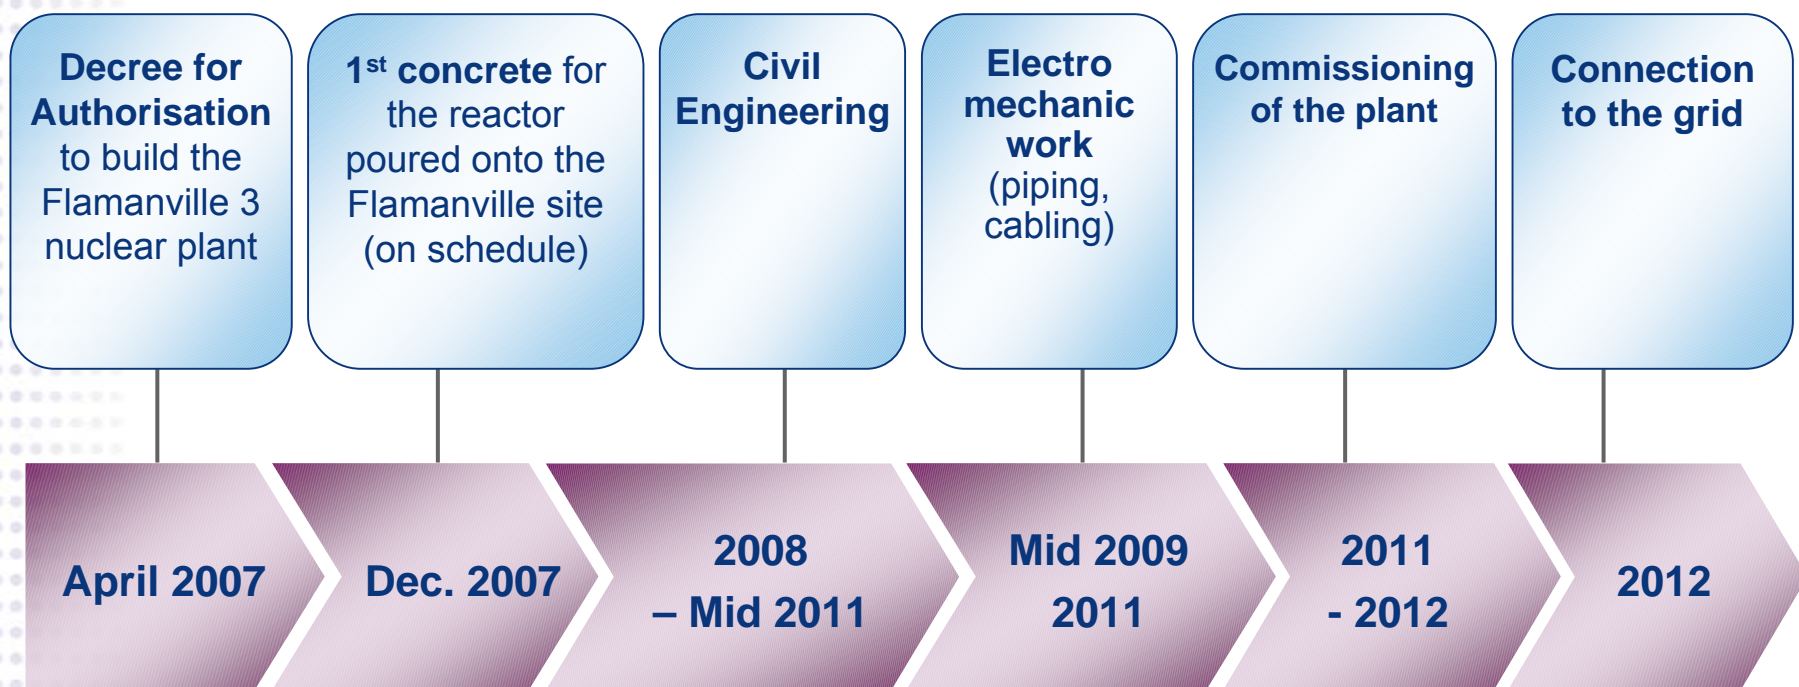 Decree for
Authorisation
to build the
Flamanville 3
nuclear plant
1st concrete for
the reactor
poured onto the
Flamanville site
(on schedule)
Civil
Engineering
Electro
mechanic
work
(piping,
cabling)
Commissioning
of the plant
Connection
to the grid
April 2007
Dec. 2007
2008
– Mid 2011
Mid 2009
2011
2011
- 2012
2012